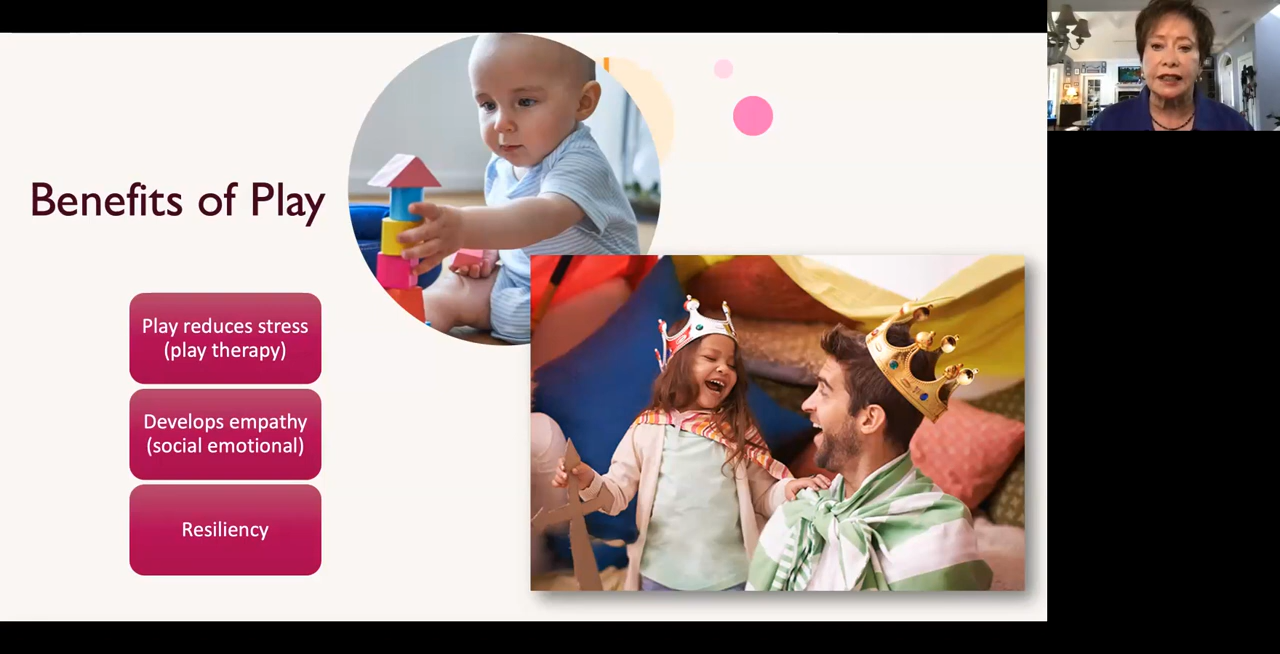 Benefits of Play
Play reduces stress
(play therapy)
Develops empathy
(social emotional)
Resiliency